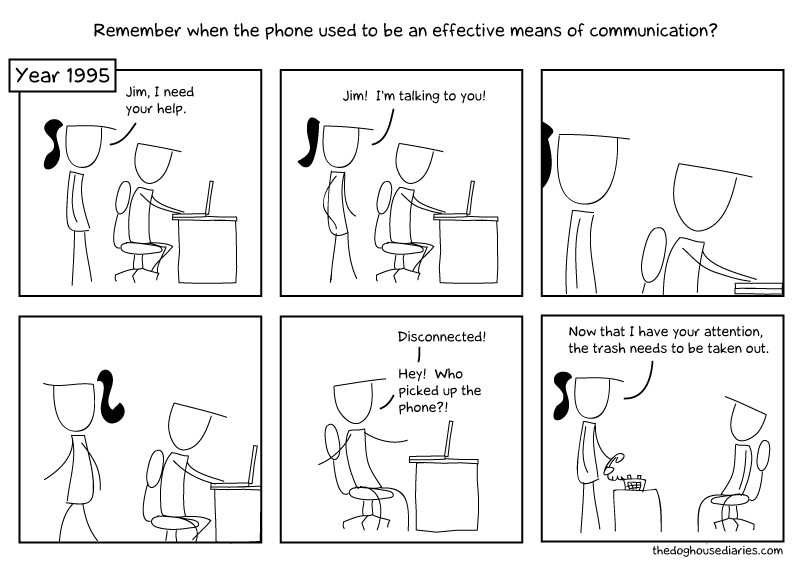 Remember when the phone used to be an effective means of communication?
Year 1995
Jim, I need
your help.
Jim! I'm talking to you!
Disconnected!
Hey! Who
picked up the
phone?!
Now that I have your attention,
the trash needs to be taken out.
thedoghousediaries.com